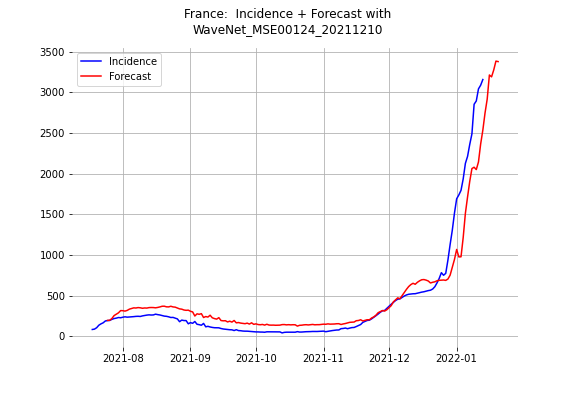 France:  Incidence + Forecast with
WaveNet_MSE00124_20211210
Incidence
Forecast
3500
3000
2500
2000
1500
1000
500
0
2021-08 2021-09 2021-10 2021-11 2021-12 2022-01